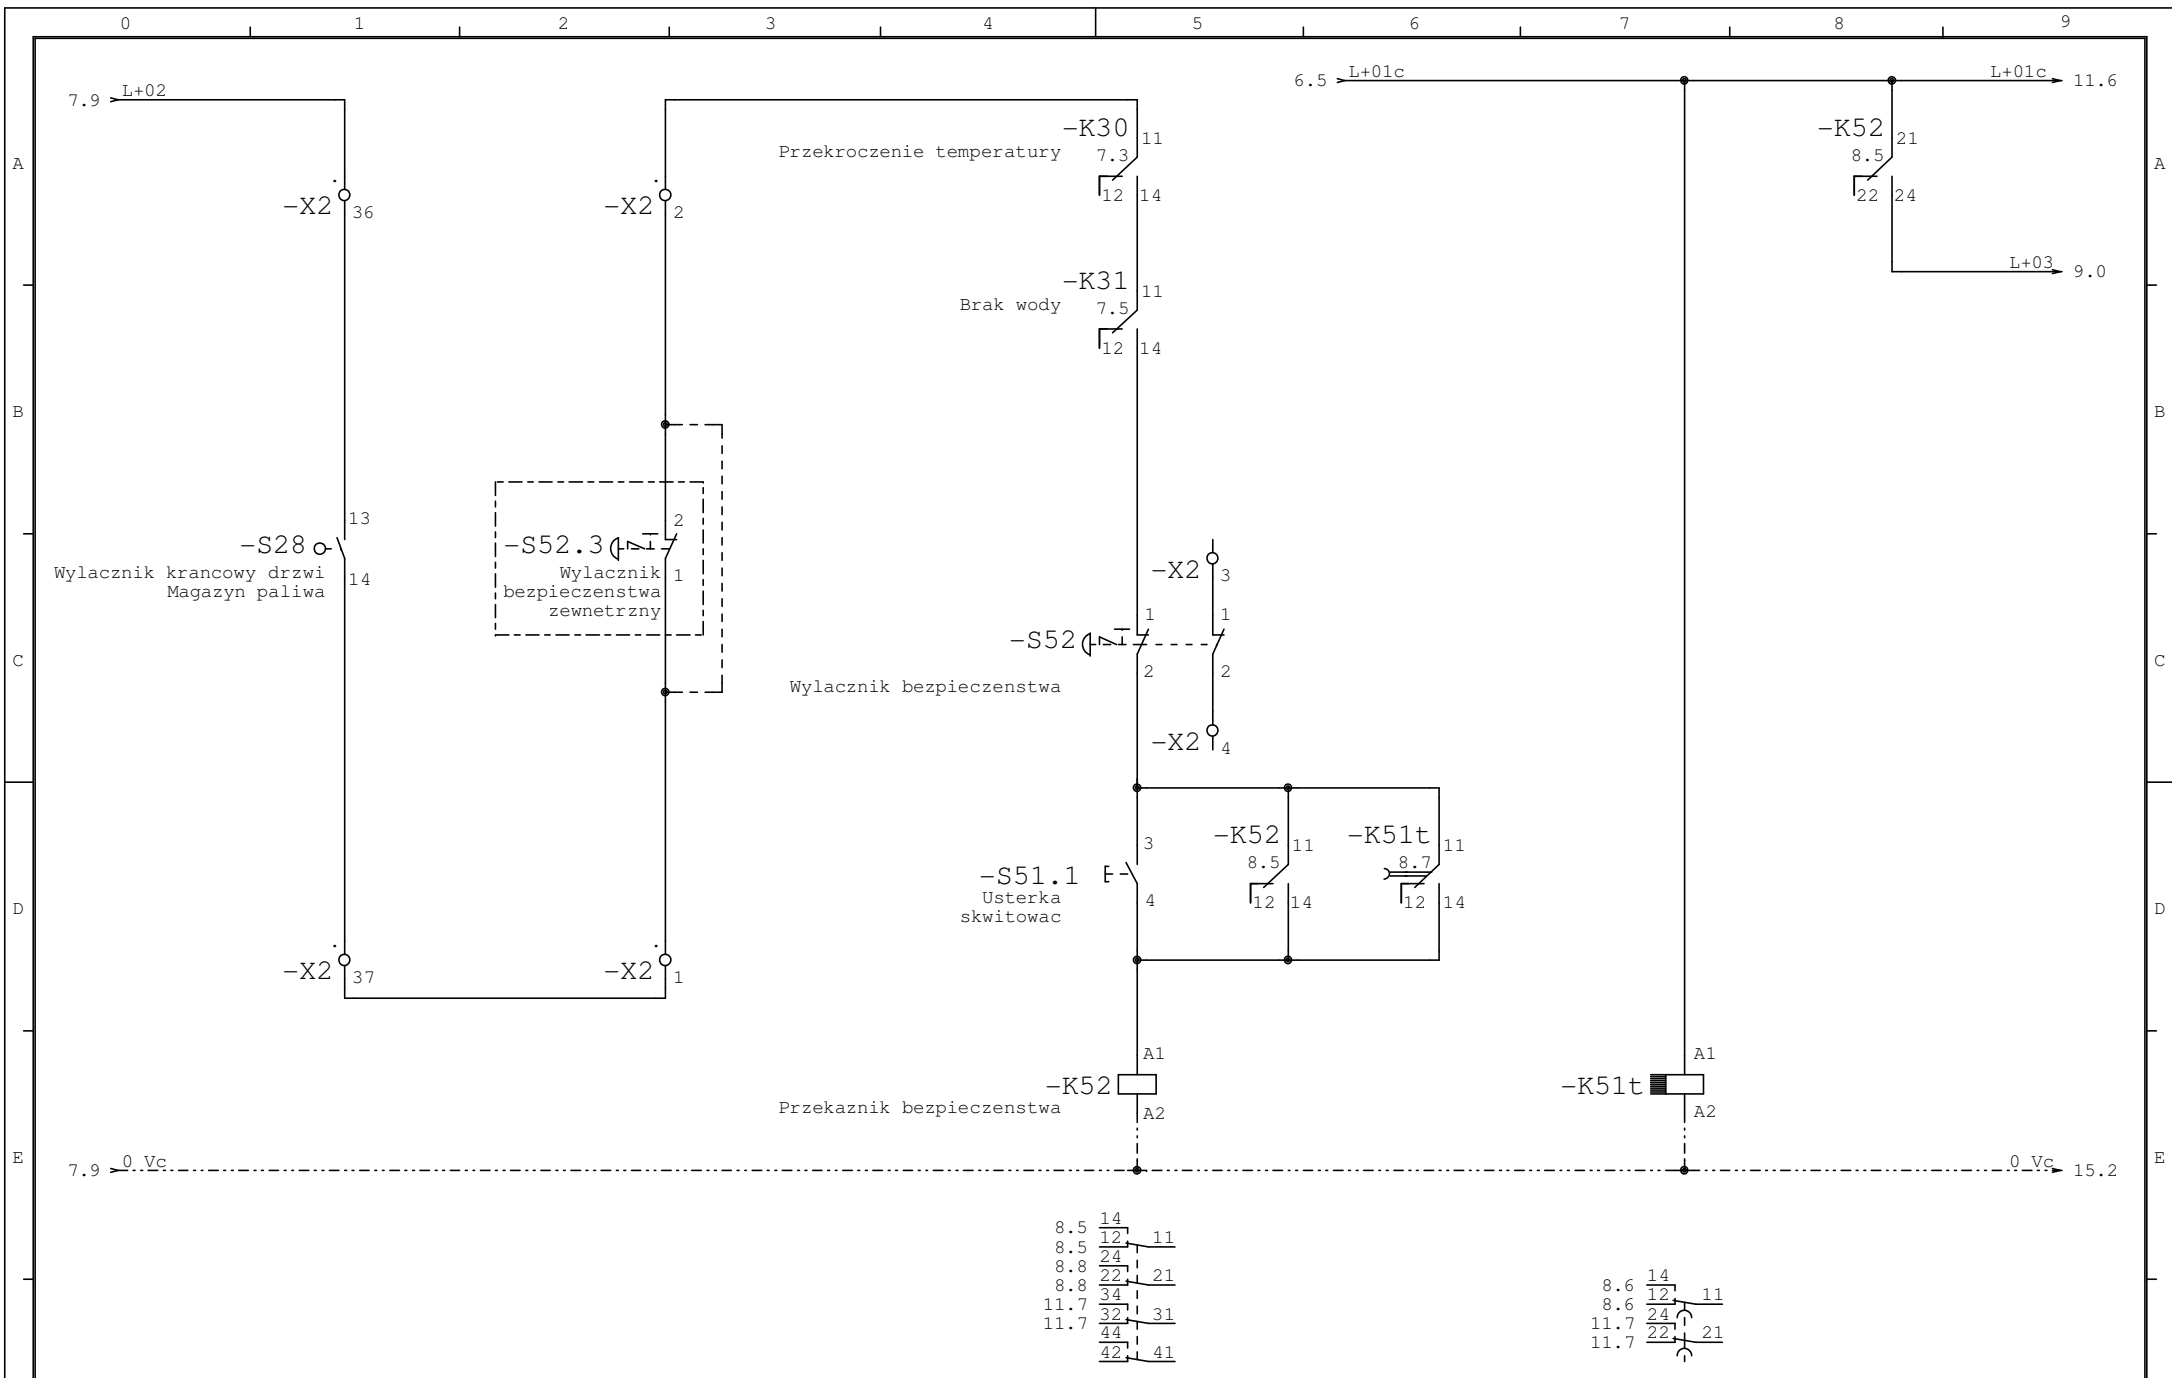 0 1 2 3 4 5 6 7 8 9
6.5 L+01c L+01c 11.6
7.9 L+02
-K30 11
-K52 21
Przekroczenie temperatury 7.3
8.5
A A
12 14
22 24
-X2 36
-X2 2
L+03 9.0
-K31 11
Brak wody 7.5
12 14
B B
13
2
-S28
-S52.3
Wylacznik krancowy drzwi 14
Magazyn paliwa
Wylacznik 1
bezpieczenstwa
zewnetrzny
-X2 3
1 1
-S52
C C
2 2
Wylacznik bezpieczenstwa
-X2 4
3
-K52 11
-K51t 11
8.5
8.7
-S51.1
Usterka 4
skwitowac
12 14
12 14
D D
-X2 37
-X2 1
A1
A1
-K52
-K51t
Przekaznik bezpieczenstwa A2
A2
E E
7.9 0 Vc 0 Vc 15.2
8.5 14
8.5 12 11
8.8 24
8.8 22 21
11.7 34
11.7 32 31
44
42 41
8.6 14
8.6 12 11
11.7 24
11.7 22 21